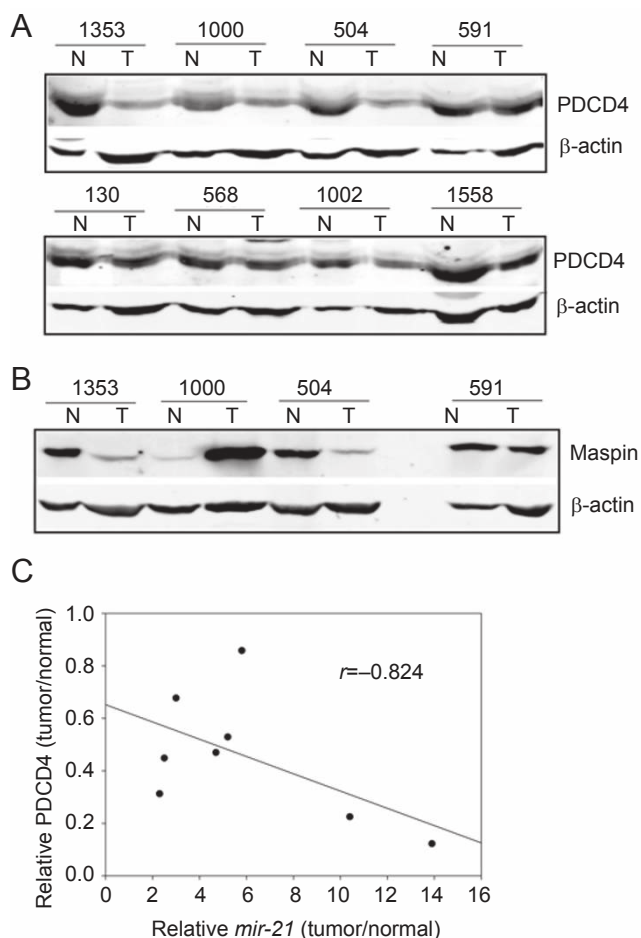 A
1353 1000 504 591
N T N T N T N T
PDCD4
β-actin
130 568 1002 1558
N T N T N T N T
PDCD4
β-actin
B
1353 1000 504 591
N T N T N T N T
Maspin
β-actin
C
1.0
r=–0.824
0.8
0.6
0.4
0.2
0.0
Relative PDCD4 (tumor/normal)
0 2 4 6 8 10 12 14 16
Relative mir-21 (tumor/normal)